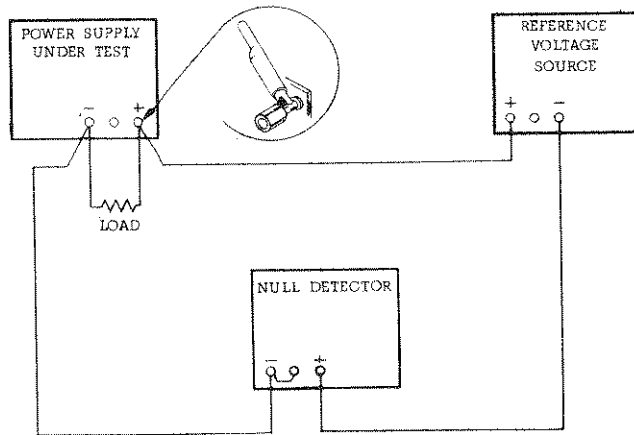 POWER SUPPLY
UNDER TEST
- +
LOAD
REFERENCE
VOLTAGE
SOURCE
+ -
NULL DETECTOR
- +